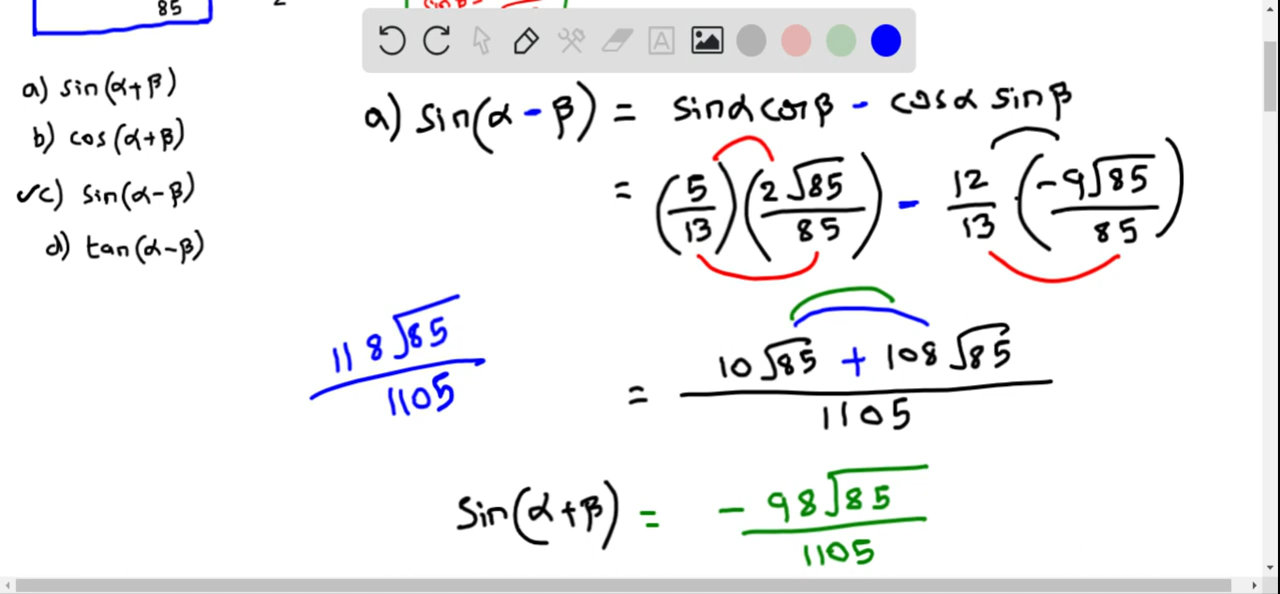 85
a) sin(α+β)
b) cos(α+β)
✓c) sin(α-β)
d) tan(α-β)
A
a) sin(α - β) = sinα cosβ - cosα sinβ
= (5/13)(2√85/85) - 12/13 · (-9√85/85)
118√85/1105
= (10√85 + 108√85)/1105
Sin(α+β) = -98√85/1105